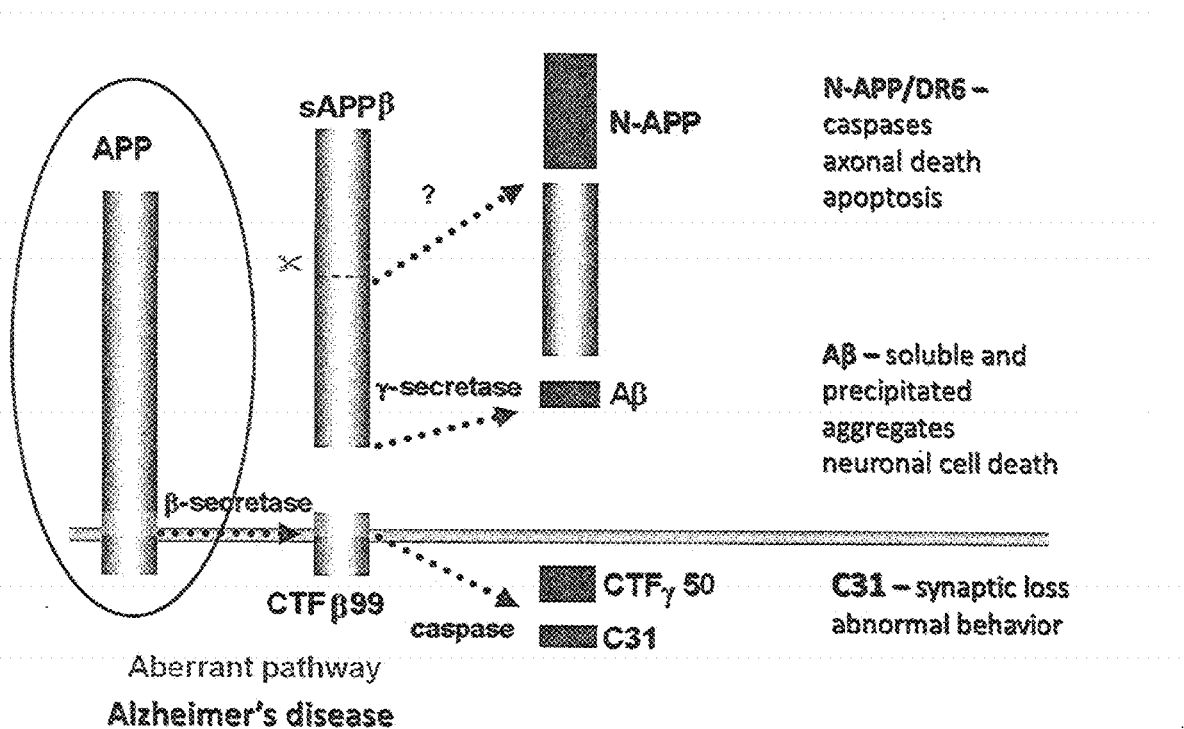 APP
sAPPβ
?
N-APP
N-APP/DR6 –
caspases
axonal death
apoptosis
γ-secretase
Aβ
Aβ – soluble and
precipitated
aggregates
neuronal cell death
β-secretase
CTFβ99
caspase
CTFγ 50
C31
C31 – synaptic loss
abnormal behavior
Aberrant pathway
Alzheimer's disease